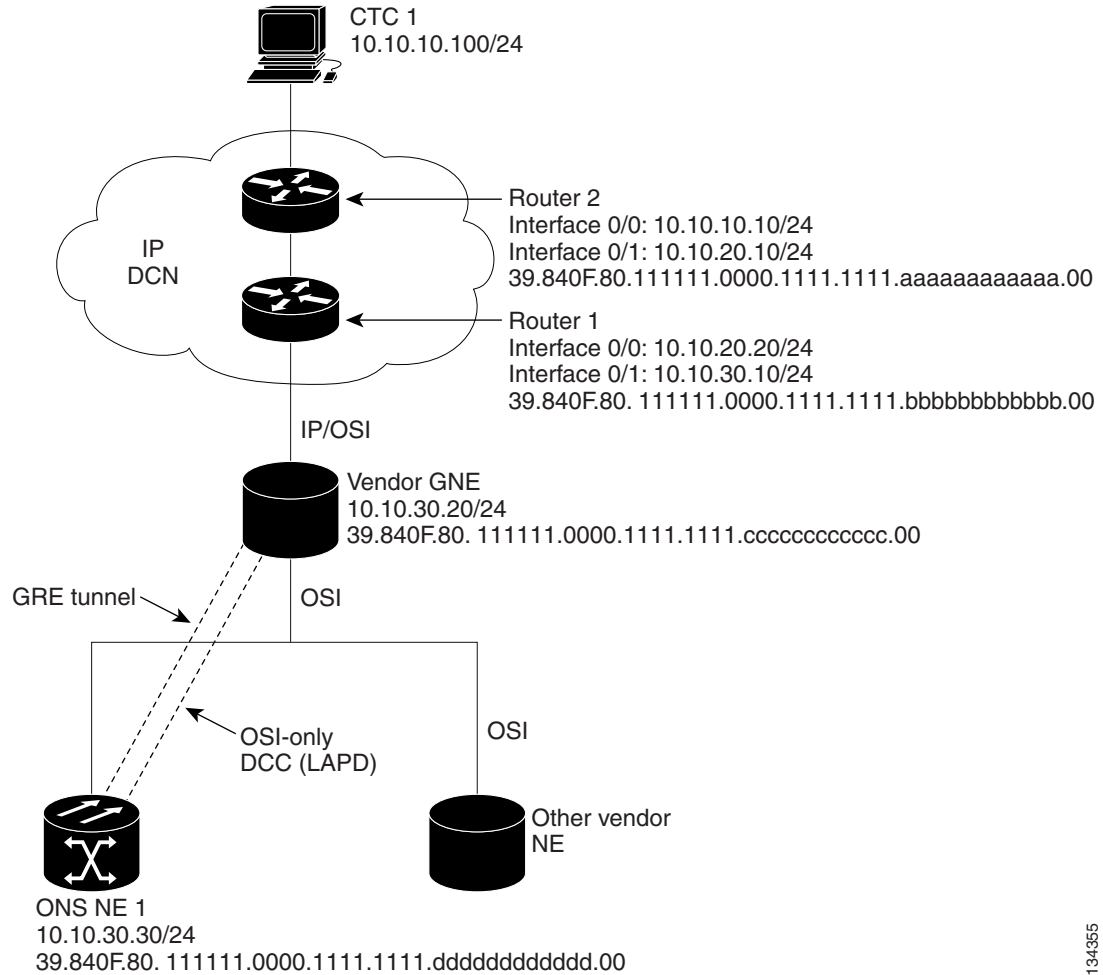 CTC 1
10.10.10.100/24
IP
DCN
Router 2
Interface 0/0: 10.10.10.10/24
Interface 0/1: 10.10.20.10/24
39.840F.80.111111.0000.1111.1111.aaaaaaaaaaaa.00
Router 1
Interface 0/0: 10.10.20.20/24
Interface 0/1: 10.10.30.10/24
39.840F.80. 111111.0000.1111.1111.bbbbbbbbbbbb.00
IP/OSI
Vendor GNE
10.10.30.20/24
39.840F.80. 111111.0000.1111.1111.cccccccccccc.00
GRE tunnel
OSI
OSI-only
DCC (LAPD)
OSI
Other vendor
NE
ONS NE 1
10.10.30.30/24
39.840F.80. 111111.0000.1111.1111.dddddddddddd.00
134355